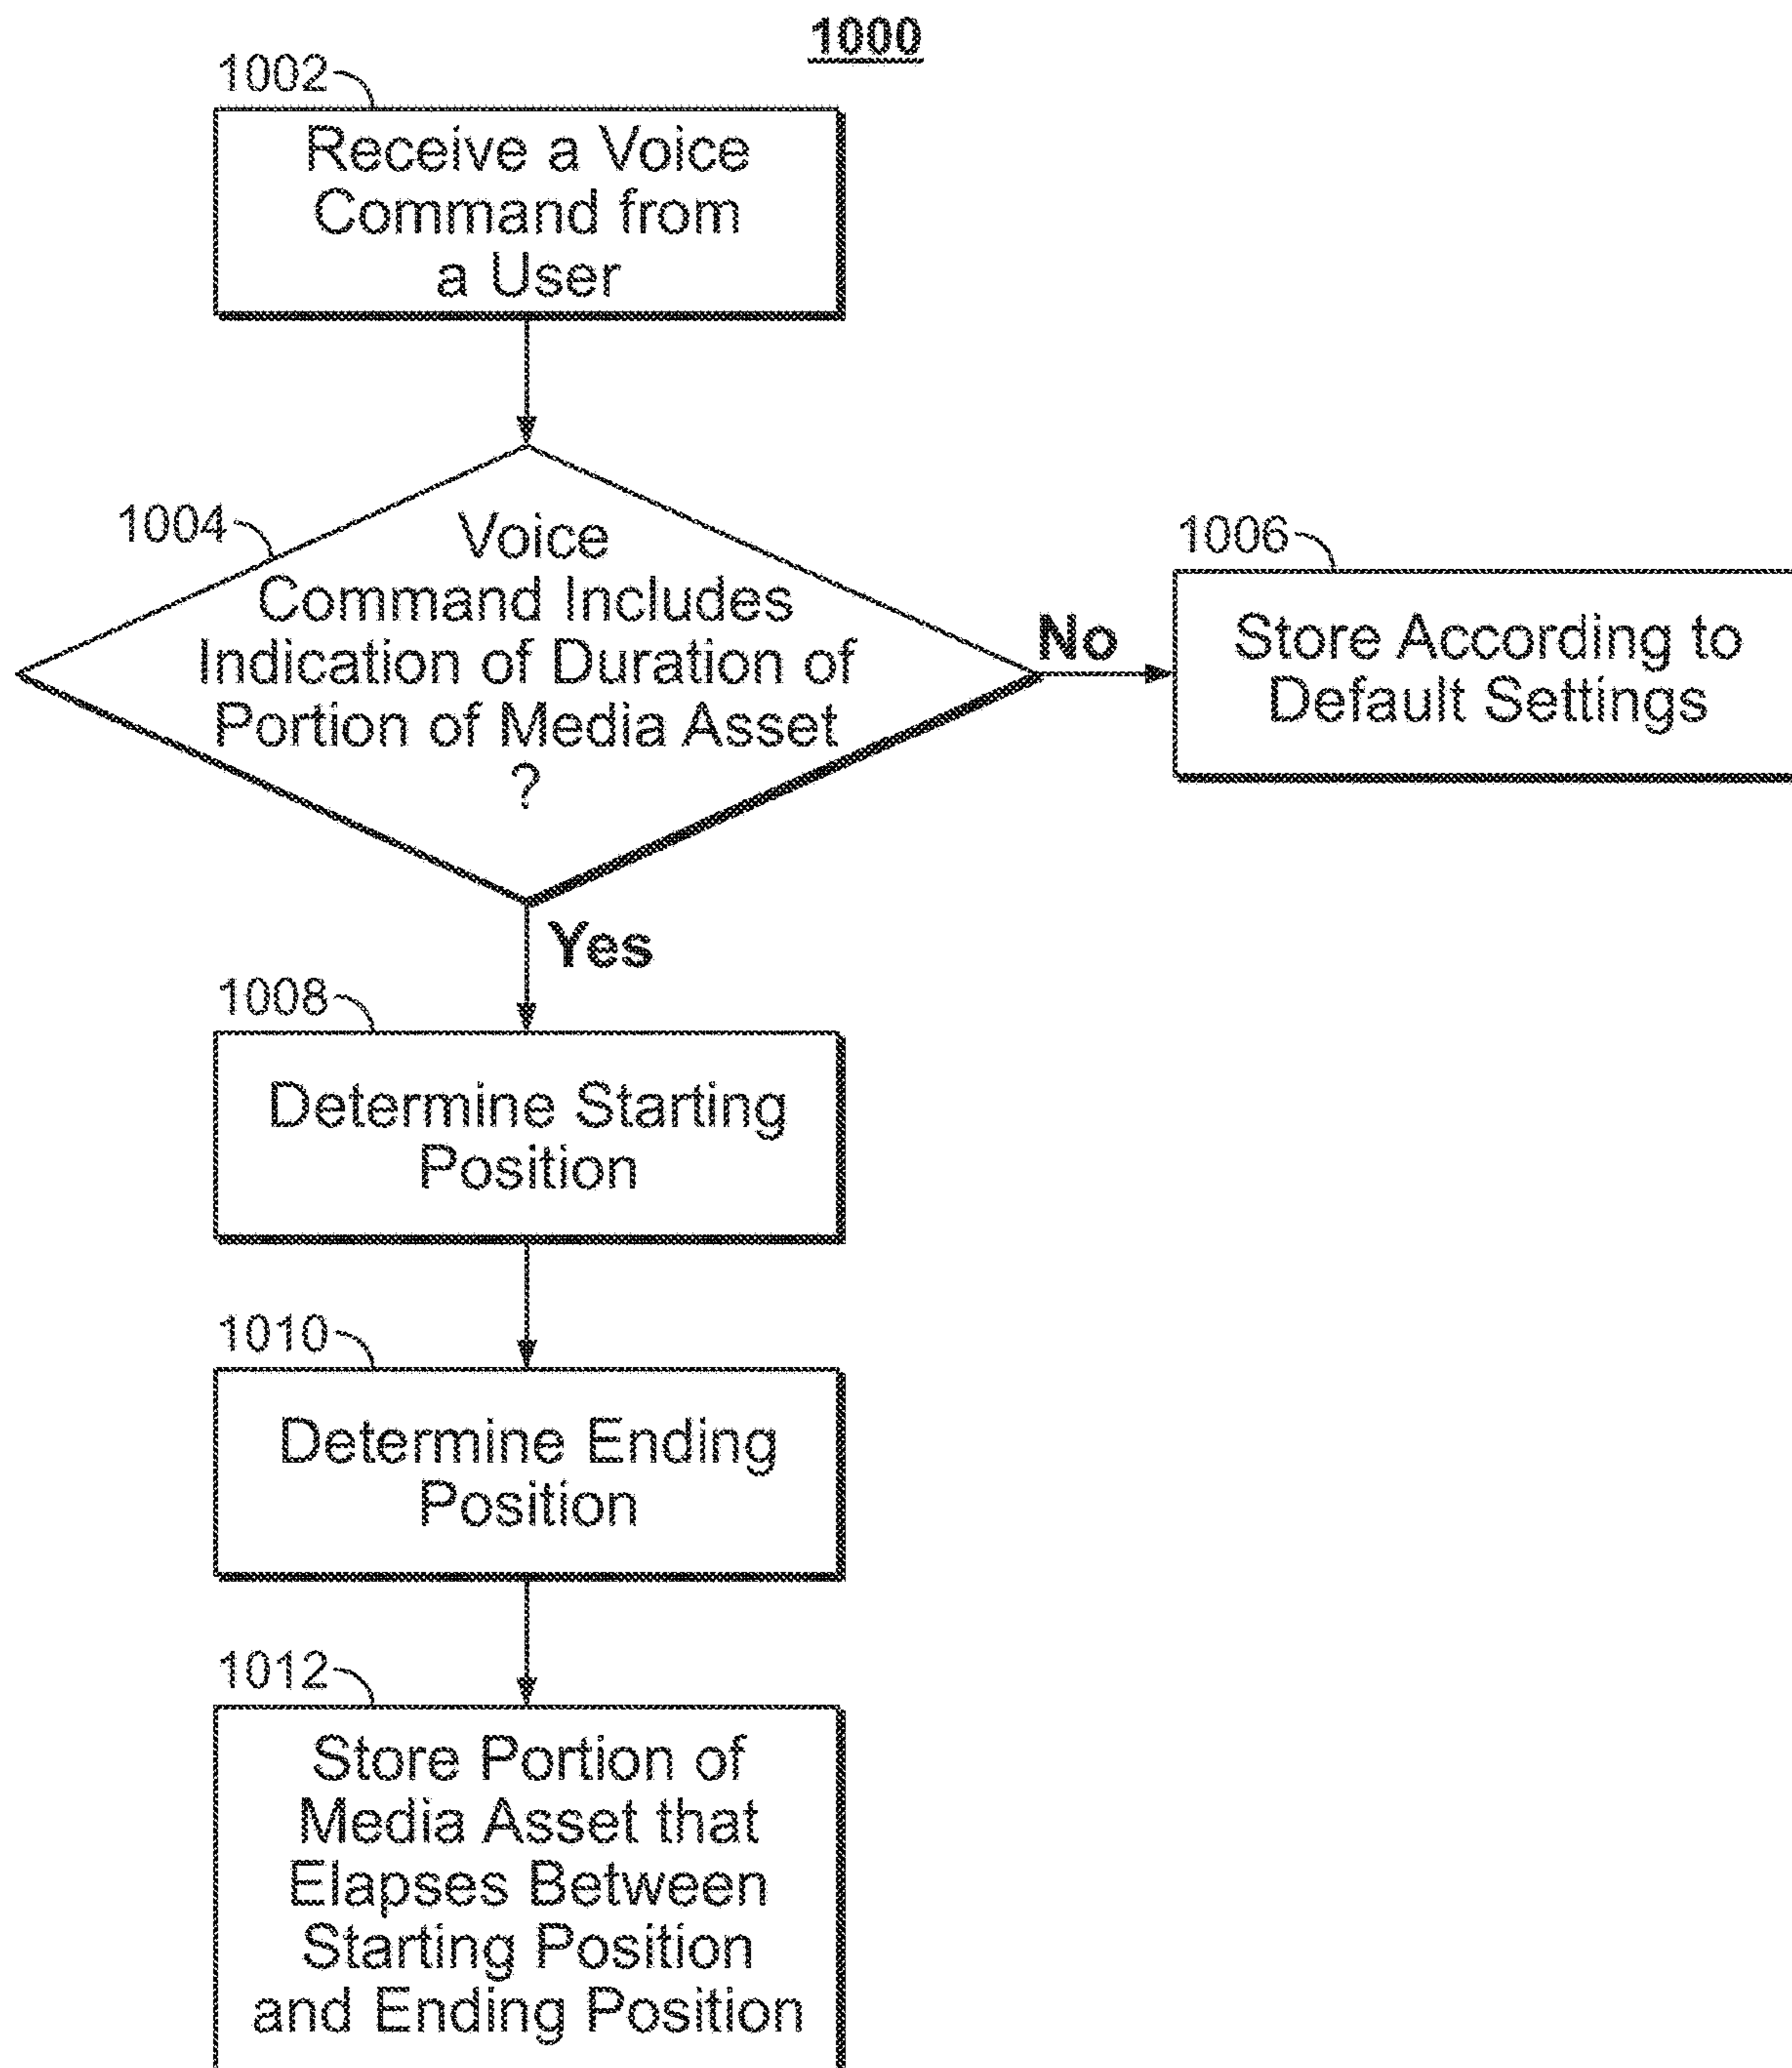 1000
1002
Receive a Voice
Command from
a User
1004
Voice
Command Includes
Indication of Duration of
Portion of Media Asset
?
No
1006
Store According to
Default Settings
Yes
1008
Determine Starting
Position
1010
Determine Ending
Position
1012
Store Portion of
Media Asset that
Elapses Between
Starting Position
and Ending Position